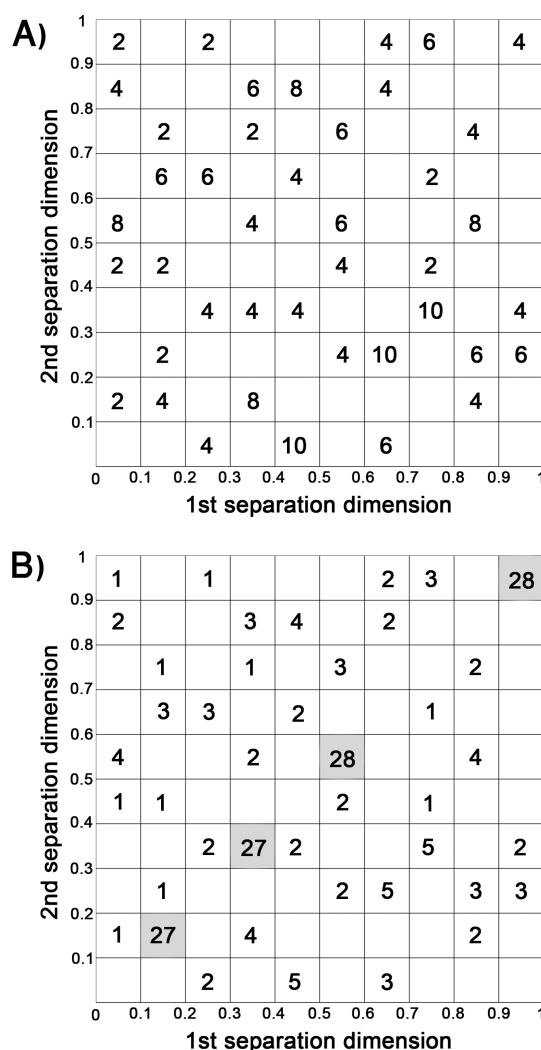 A)
1
2 2 4 6 4
0.9
4 6 8 4
0.8
2 2 6 4
0.7
6 6 4 2
0.6
8 4 6 8
0.5
2 2 4 2
0.4
4 4 4 10 4
0.3
2 4 10 6 6
0.2
2 4 8 4
0.1
4 10 6
2nd separation dimension
0 0.1 0.2 0.3 0.4 0.5 0.6 0.7 0.8 0.9 1
1st separation dimension
B)
1
1 1 2 3 28
0.9
2 3 4 2
0.8
1 1 3 2
0.7
3 3 2 1
0.6
4 2 28 4
0.5
1 1 2 1
0.4
2 27 2 5 2
0.3
1 2 5 3 3
0.2
1 27 4 2
0.1
2 5 3
2nd separation dimension
0 0.1 0.2 0.3 0.4 0.5 0.6 0.7 0.8 0.9 1
1st separation dimension